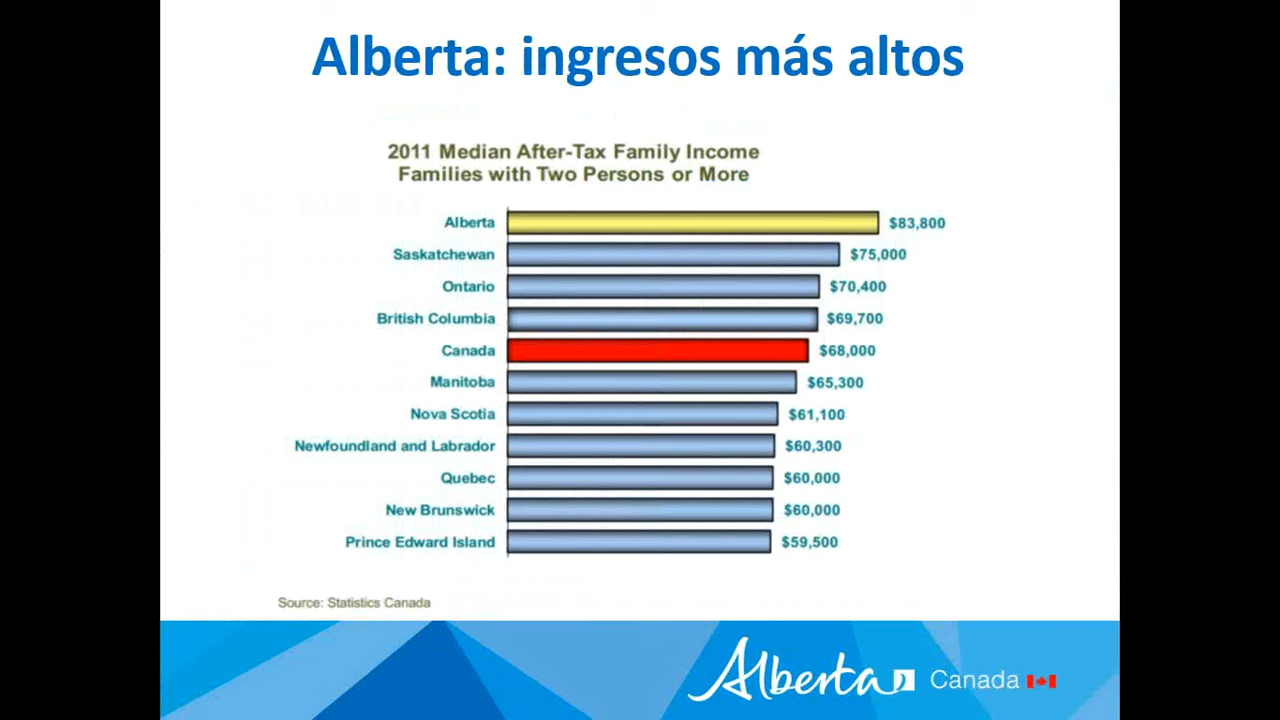 Alberta: ingresos más altos
2011 Median After-Tax Family Income
Families with Two Persons or More
Alberta $83,800
Saskatchewan $75,000
Ontario $70,400
British Columbia $69,700
Canada $68,000
Manitoba $65,300
Nova Scotia $61,100
Newfoundland and Labrador $60,300
Quebec $60,000
New Brunswick $60,000
Prince Edward Island $59,500
Source: Statistics Canada
Alberta Canada